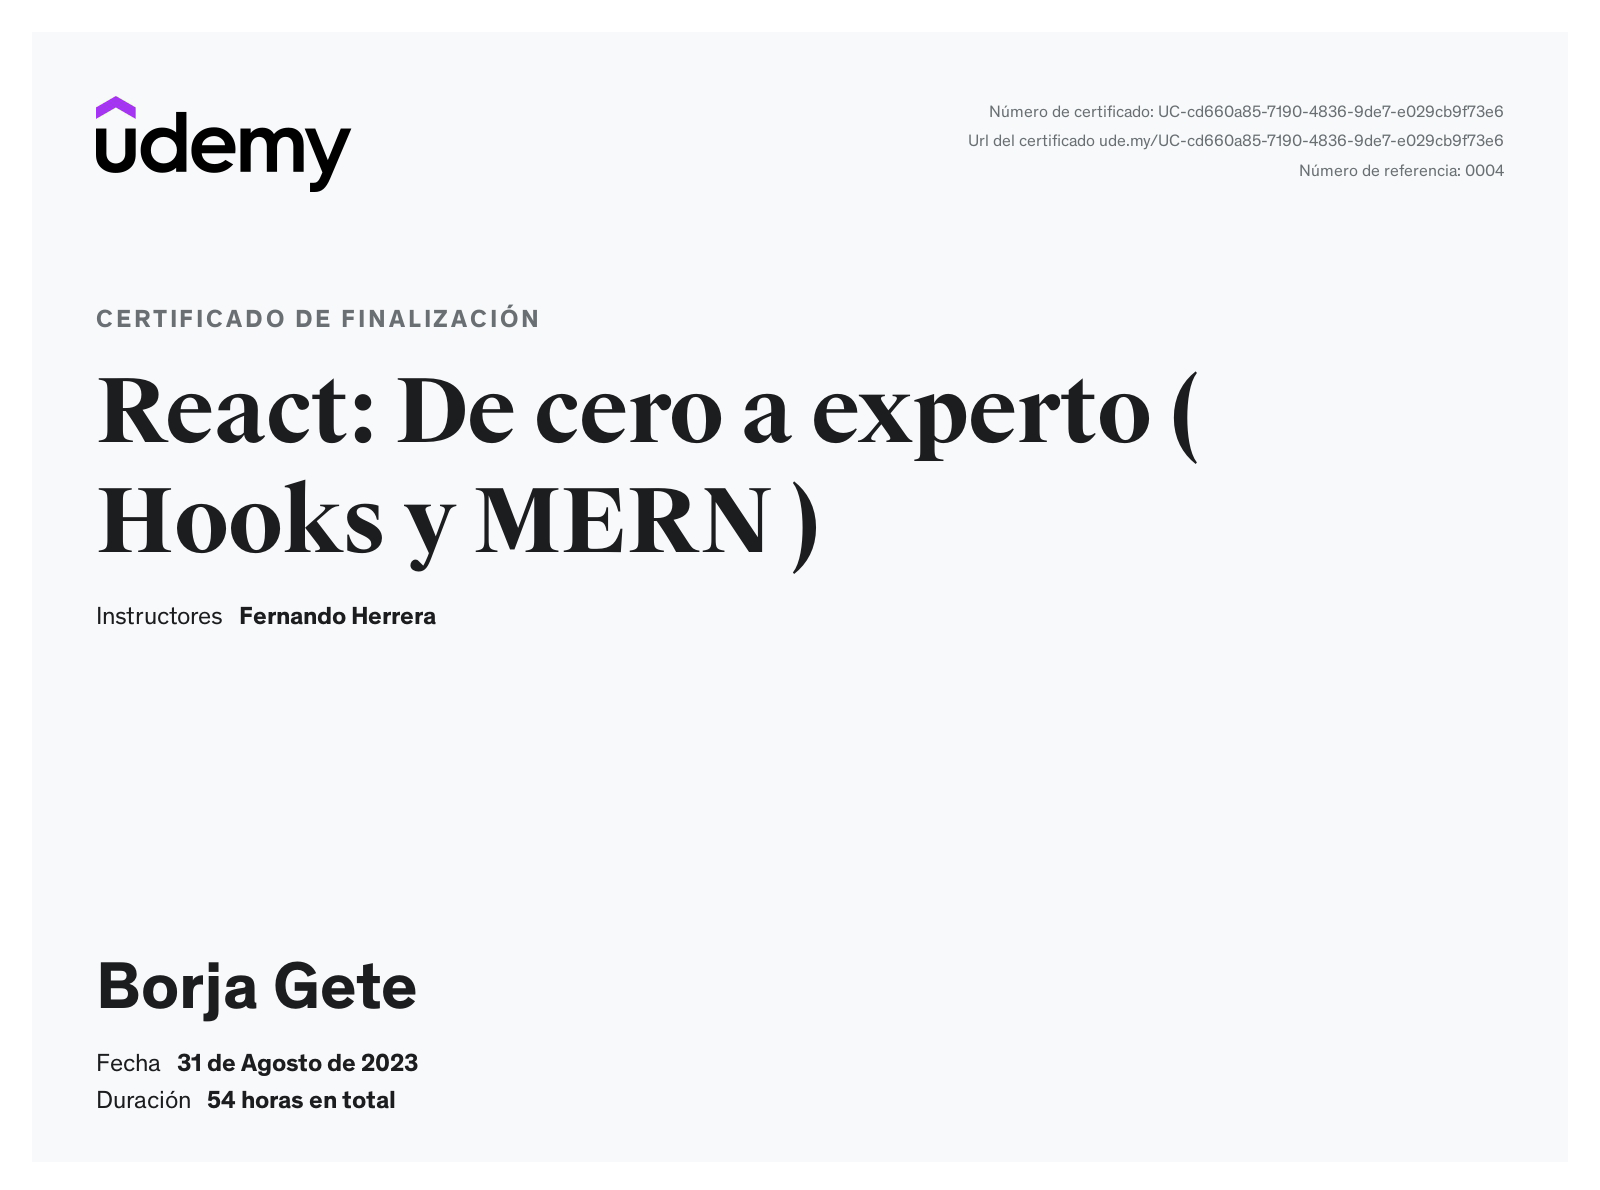 udemy
Número de certificado: UC-cd660a85-7190-4836-9de7-e029cb9f73e6
Url del certificado ude.my/UC-cd660a85-7190-4836-9de7-e029cb9f73e6
Número de referencia: 0004
CERTIFICADO DE FINALIZACIÓN
React: De cero a experto (
Hooks y MERN )
Instructores Fernando Herrera
Borja Gete
Fecha 31 de Agosto de 2023
Duración 54 horas en total